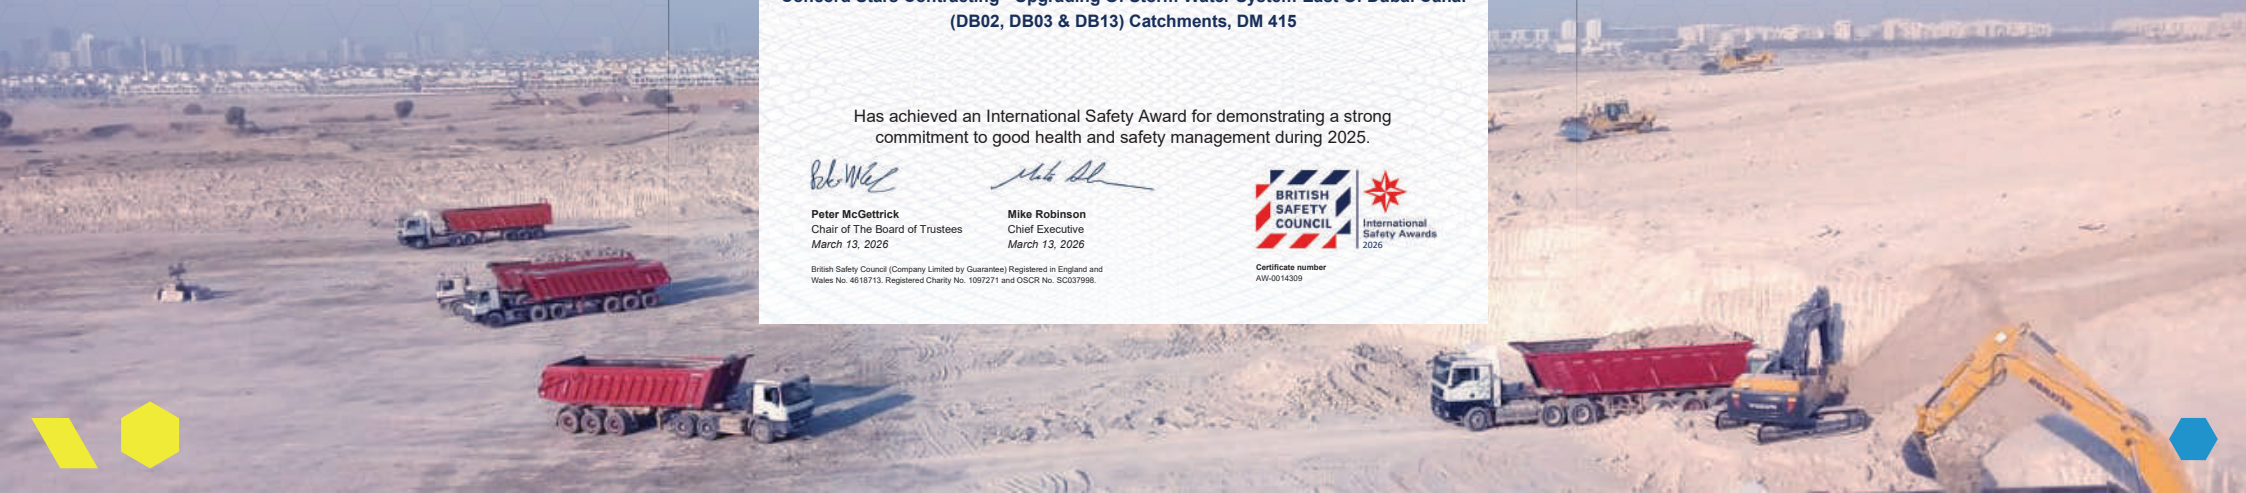 (DB02, DB03 & DB13) Catchments, DM 415
Has achieved an International Safety Award for demonstrating a strong
commitment to good health and safety management during 2025.
Peter McGettrick
Chair of The Board of Trustees
March 13, 2026
Mike Robinson
Chief Executive
March 13, 2026
British Safety Council (Company Limited by Guarantee) Registered in England and
Wales No. 4618713. Registered Charity No. 1097271 and OSCR No. SC037998.
BRITISH
SAFETY
COUNCIL
International
Safety Awards
2026
Certificate number
AW-0014309
KOMATSU